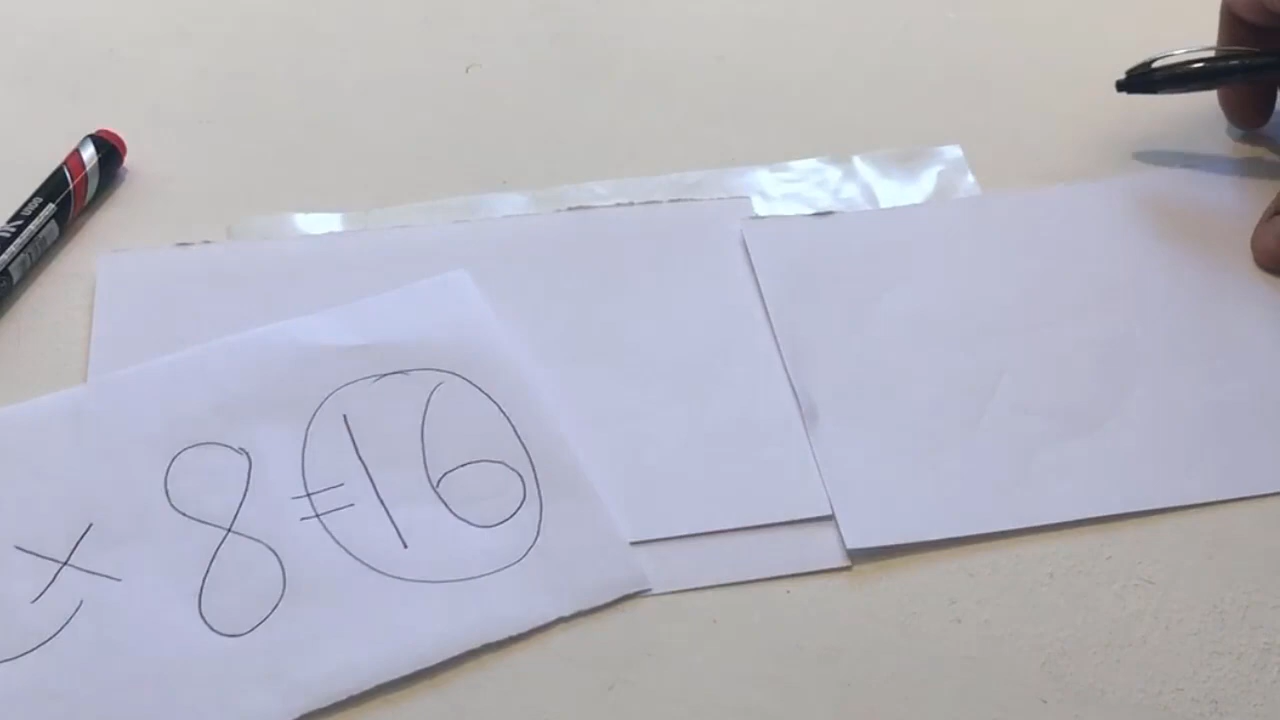 x 8 = 16